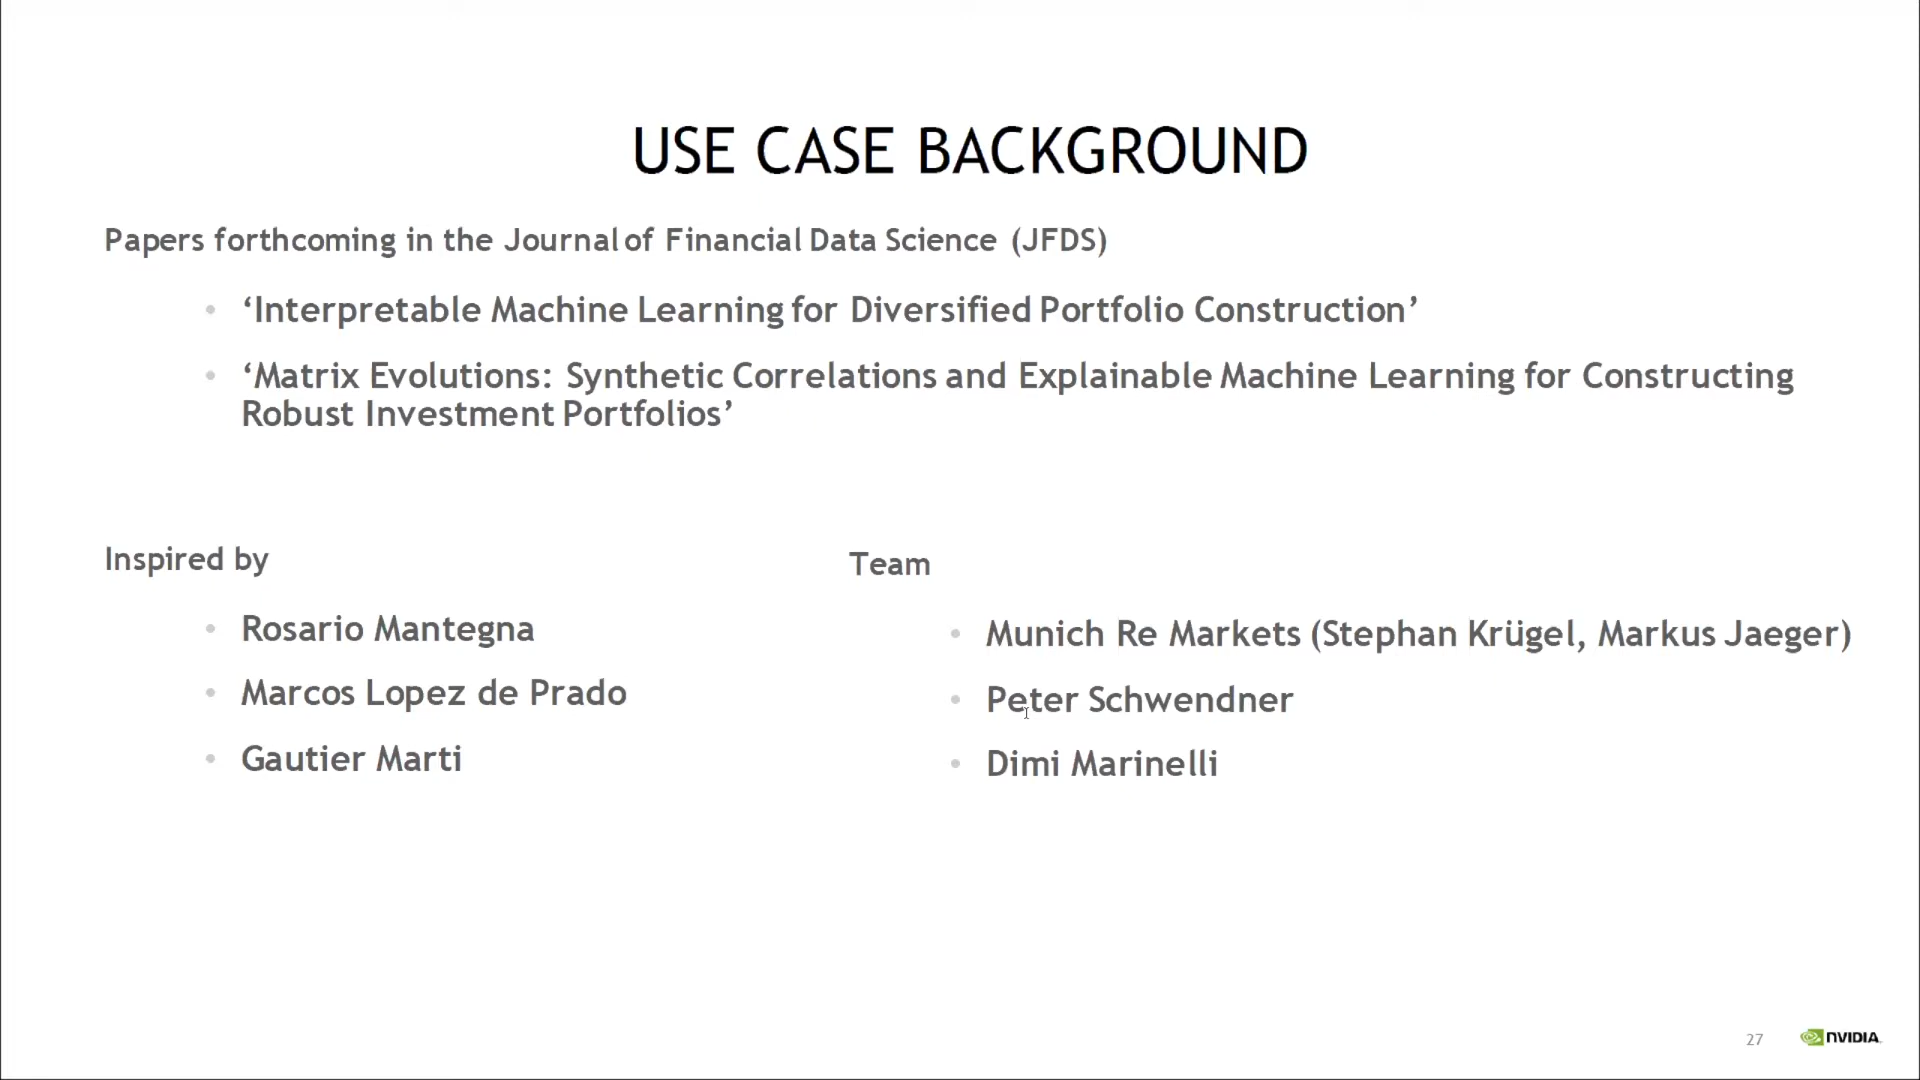 USE CASE BACKGROUND
Papers forthcoming in the Journal of Financial Data Science (JFDS)
• ‘Interpretable Machine Learning for Diversified Portfolio Construction’
• ‘Matrix Evolutions: Synthetic Correlations and Explainable Machine Learning for Constructing
Robust Investment Portfolios’
Inspired by
• Rosario Mantegna
• Marcos Lopez de Prado
• Gautier Marti
Team
• Munich Re Markets (Stephan Krügel, Markus Jaeger)
• Peter Schwendner
• Dimi Marinelli
27
NVIDIA.